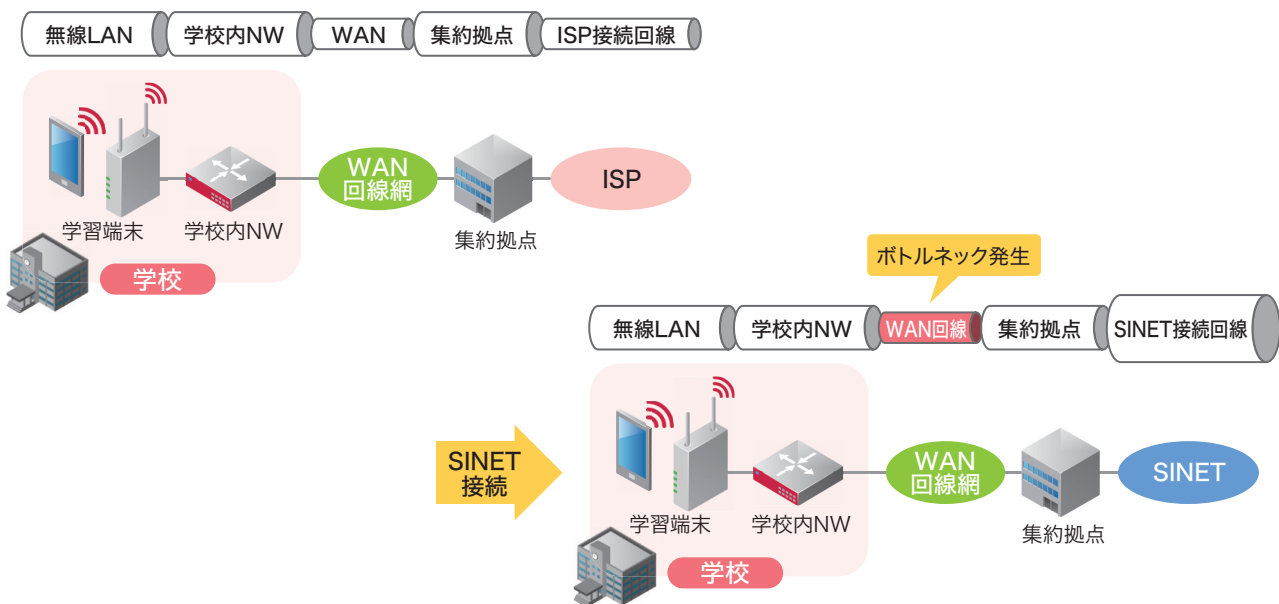 無線LAN
学校内NW
WAN
集約拠点
ISP接続回線
WAN
回線網
ISP
学習端末
学校内NW
集約拠点
学校
ボトルネック発生
無線LAN
学校内NW
WAN回線
集約拠点
SINET接続回線
SINET
接続
WAN
回線網
SINET
学習端末
学校内NW
集約拠点
学校